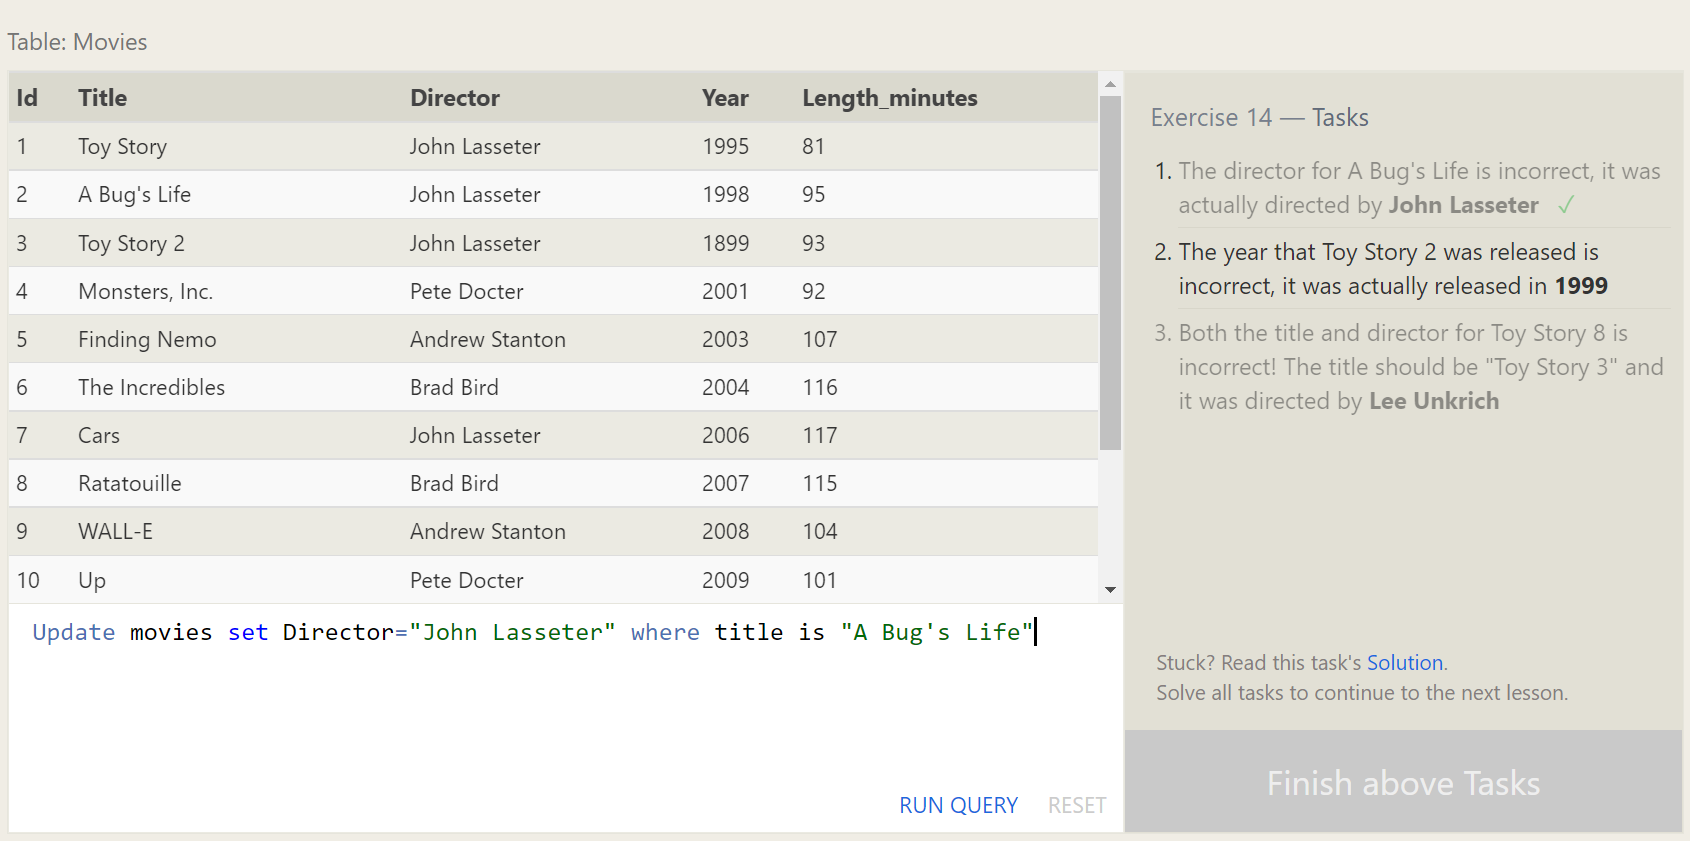 Table: Movies
Id Title Director Year Length_minutes
1 Toy Story John Lasseter 1995 81
2 A Bug's Life John Lasseter 1998 95
3 Toy Story 2 John Lasseter 1899 93
4 Monsters, Inc. Pete Docter 2001 92
5 Finding Nemo Andrew Stanton 2003 107
6 The Incredibles Brad Bird 2004 116
7 Cars John Lasseter 2006 117
8 Ratatouille Brad Bird 2007 115
9 WALL-E Andrew Stanton 2008 104
10 Up Pete Docter 2009 101
Update movies set Director="John Lasseter" where title is "A Bug's Life"
RUN QUERY RESET
Exercise 14 — Tasks
1. The director for A Bug's Life is incorrect, it was
actually directed by John Lasseter ✓
2. The year that Toy Story 2 was released is
incorrect, it was actually released in 1999
3. Both the title and director for Toy Story 8 is
incorrect! The title should be "Toy Story 3" and
it was directed by Lee Unkrich
Stuck? Read this task's Solution.
Solve all tasks to continue to the next lesson.
Finish above Tasks